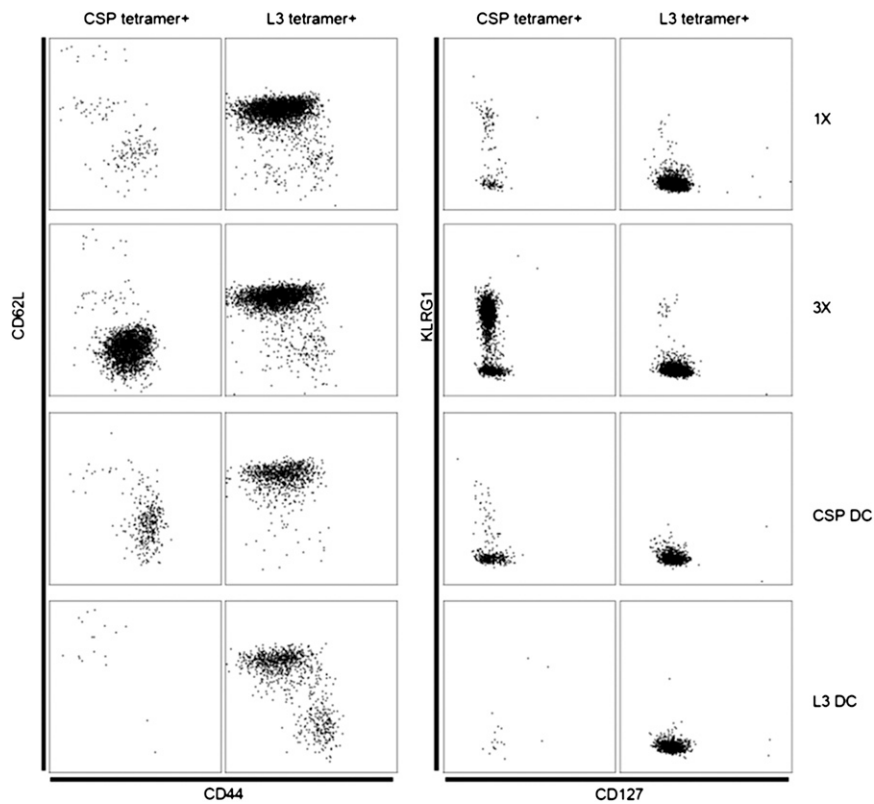 CSP tetramer+ L3 tetramer+ CSP tetramer+ L3 tetramer+
1X
CD62L
KLRG1
3X
CSP DC
L3 DC
CD44 CD127